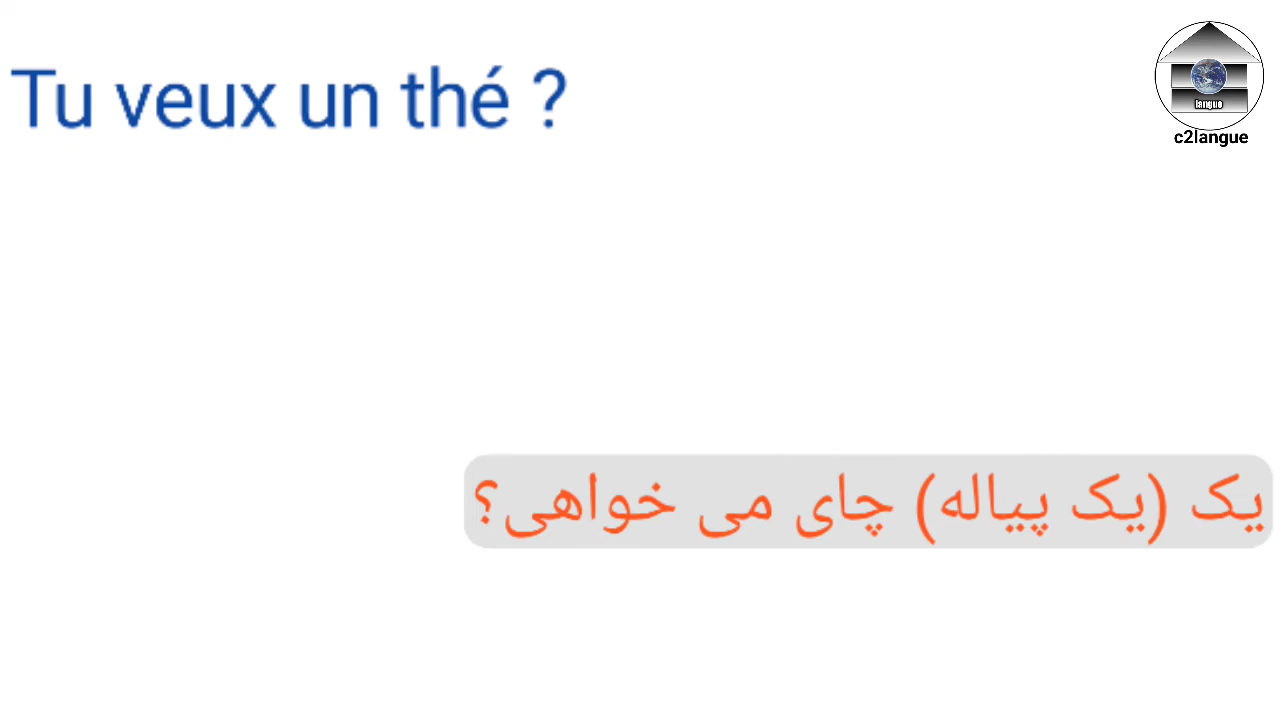 Tu veux un thé ?
langue
c2langue
یک (یک پیاله) چای می خواهی؟